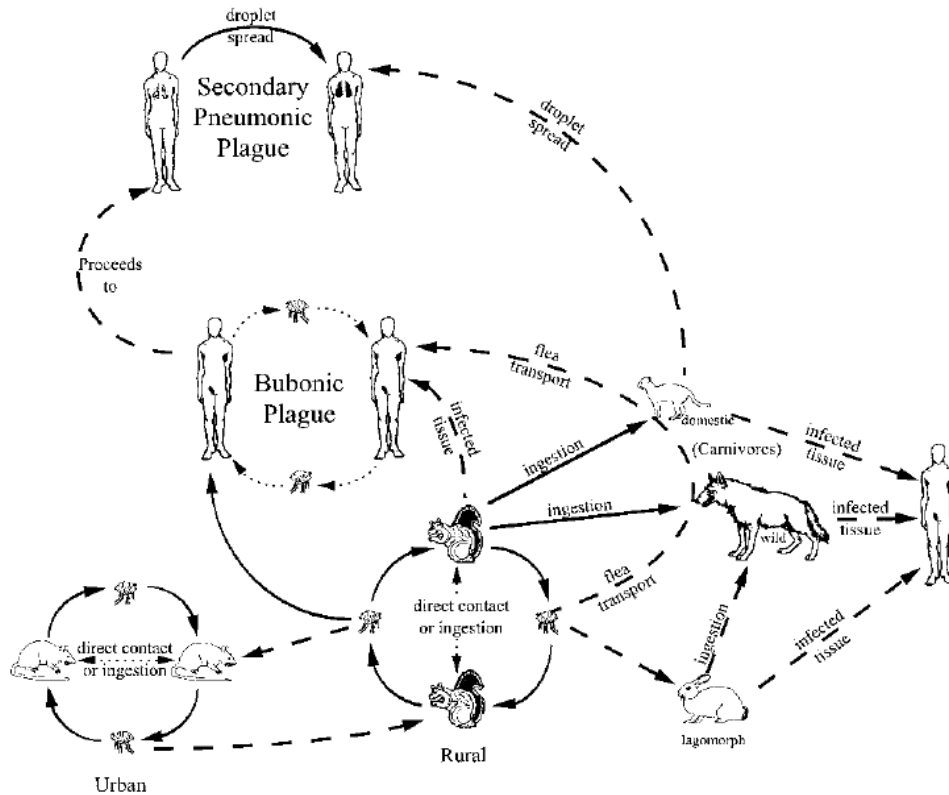 droplet
spread
Secondary
Pneumonic
Plague
droplet
spread
Proceeds
to
Bubonic
Plague
flea
transport
infected
tissue
domestic
(Carnivores)
infected
tissue
ingestion
ingestion
wild
infected
tissue
flea
transport
direct contact
or ingestion
direct contact
or ingestion
ingestion
infected
tissue
lagomorph
Rural
Urban